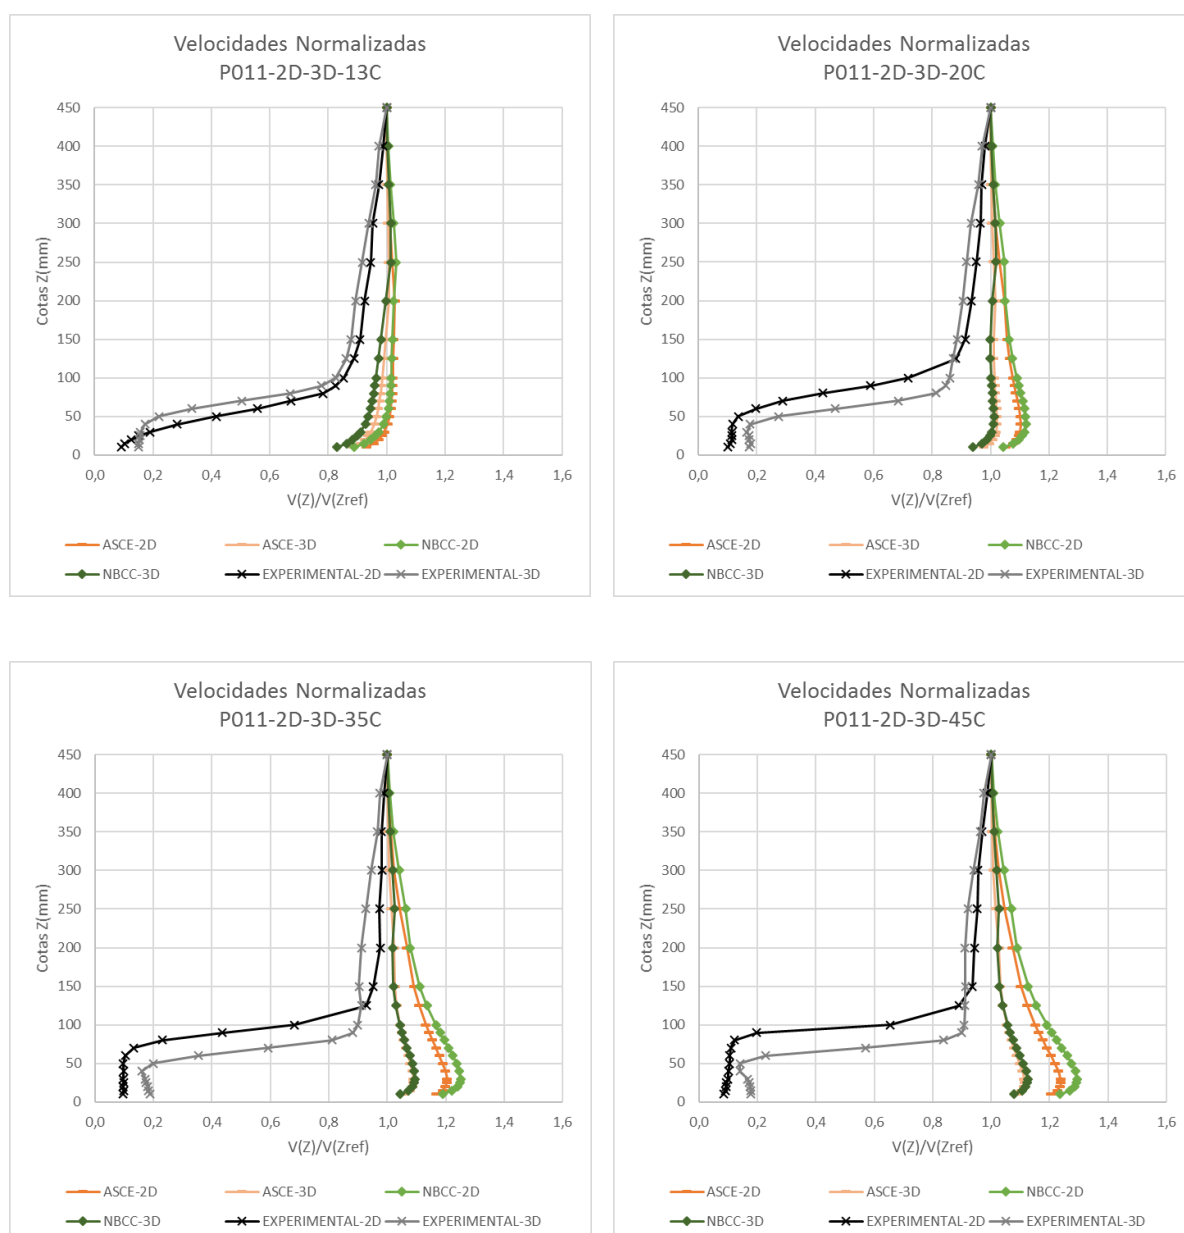 Velocidades Normalizadas
P011-2D-3D-13C
Cotas Z(mm)
450
400
350
300
250
200
150
100
50
0
0,0 0,2 0,4 0,6 0,8 1,0 1,2 1,4 1,6
V(Z)/V(Zref)
ASCE-2D ASCE-3D NBCC-2D
NBCC-3D EXPERIMENTAL-2D EXPERIMENTAL-3D
Velocidades Normalizadas
P011-2D-3D-20C
Cotas Z(mm)
450
400
350
300
250
200
150
100
50
0
0,0 0,2 0,4 0,6 0,8 1,0 1,2 1,4 1,6
V(Z)/V(Zref)
ASCE-2D ASCE-3D NBCC-2D
NBCC-3D EXPERIMENTAL-2D EXPERIMENTAL-3D
Velocidades Normalizadas
P011-2D-3D-35C
Cotas Z(mm)
450
400
350
300
250
200
150
100
50
0
0,0 0,2 0,4 0,6 0,8 1,0 1,2 1,4 1,6
V(Z)/V(Zref)
ASCE-2D ASCE-3D NBCC-2D
NBCC-3D EXPERIMENTAL-2D EXPERIMENTAL-3D
Velocidades Normalizadas
P011-2D-3D-45C
Cotas Z(mm)
450
400
350
300
250
200
150
100
50
0
0,0 0,2 0,4 0,6 0,8 1,0 1,2 1,4 1,6
V(Z)/V(Zref)
ASCE-2D ASCE-3D NBCC-2D
NBCC-3D EXPERIMENTAL-2D EXPERIMENTAL-3D